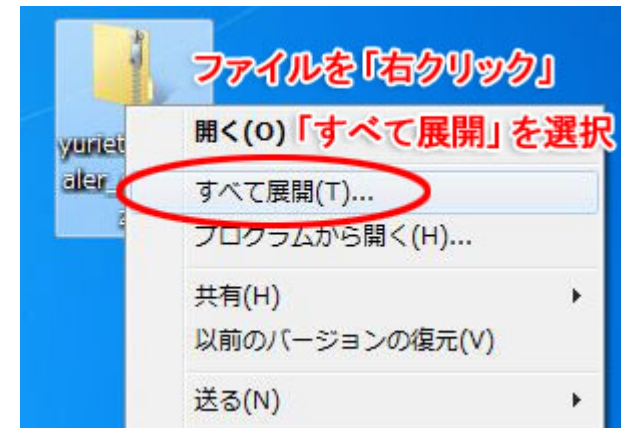 ファイルを「右クリック」
開く(O)「すべて展開」を選択
yuriet
aler_
すべて展開(T)...
プログラムから開く(H)...
共有(H)
以前のバージョンの復元(V)
送る(N)